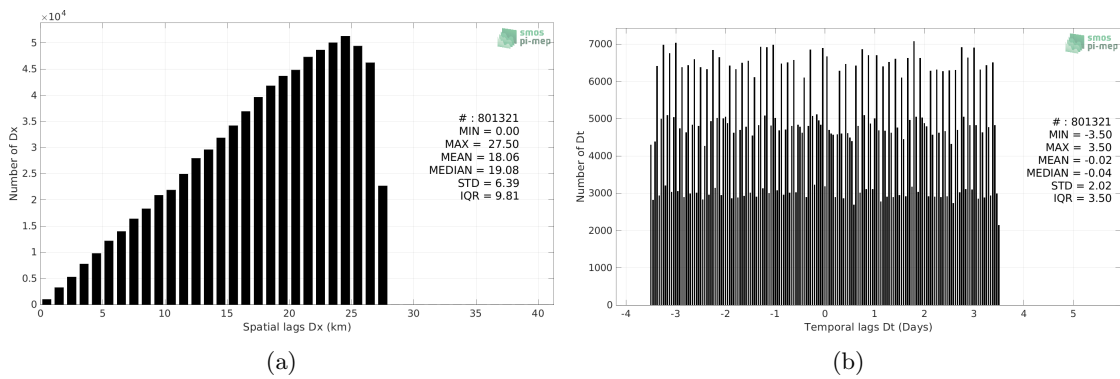 ×10⁴
5
4.5
4
3.5
3
2.5
2
1.5
1
0.5
0
Number of Dx
0 5 10 15 20 25 30 35 40
Spatial lags Dx (km)
smos
pi-mep
# : 801321
MIN = 0.00
MAX = 27.50
MEAN = 18.06
MEDIAN = 19.08
STD = 6.39
IQR = 9.81
(a)
7000
6000
5000
4000
3000
2000
1000
0
Number of Dt
-4 -3 -2 -1 0 1 2 3 4 5
Temporal lags Dt (Days)
smos
pi-mep
# : 801321
MIN = -3.50
MAX = 3.50
MEAN = -0.02
MEDIAN = -0.04
STD = 2.02
IQR = 3.50
(b)